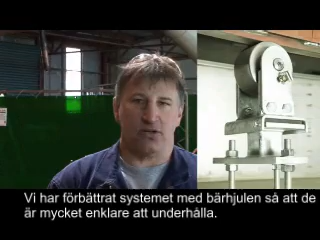 Vi har förbättrat systemet med bärhjulen så att de
är mycket enklare att underhålla.